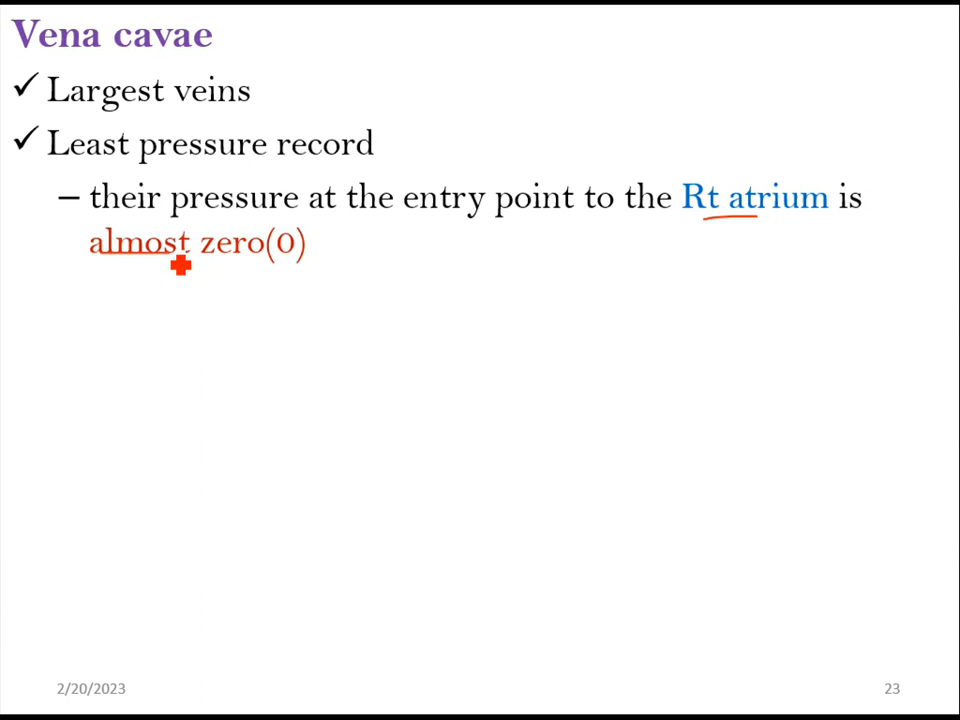 Vena cavae
✓ Largest veins
✓ Least pressure record
– their pressure at the entry point to the Rt atrium is
almost zero(0)
2/20/2023
23